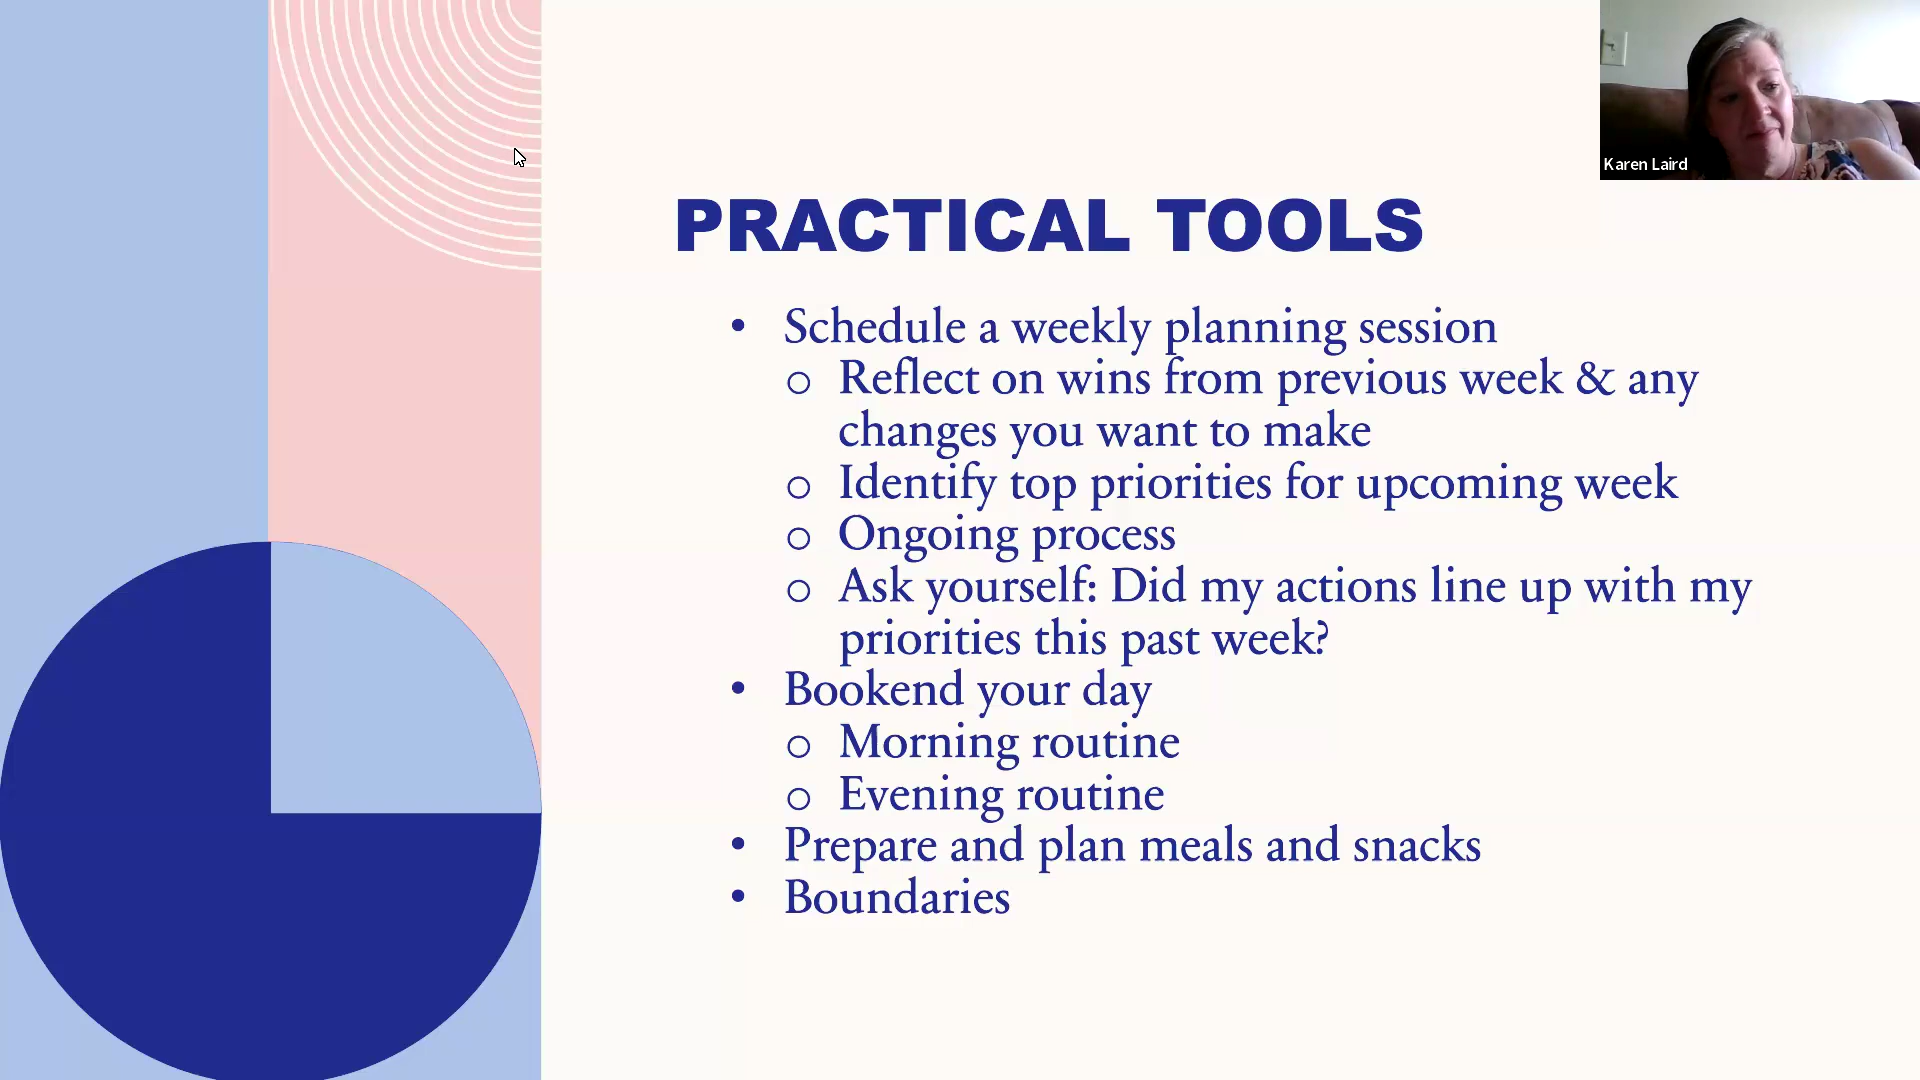 Karen Laird
PRACTICAL TOOLS
• Schedule a weekly planning session
o Reflect on wins from previous week & any
changes you want to make
o Identify top priorities for upcoming week
o Ongoing process
o Ask yourself: Did my actions line up with my
priorities this past week?
• Bookend your day
o Morning routine
o Evening routine
• Prepare and plan meals and snacks
• Boundaries